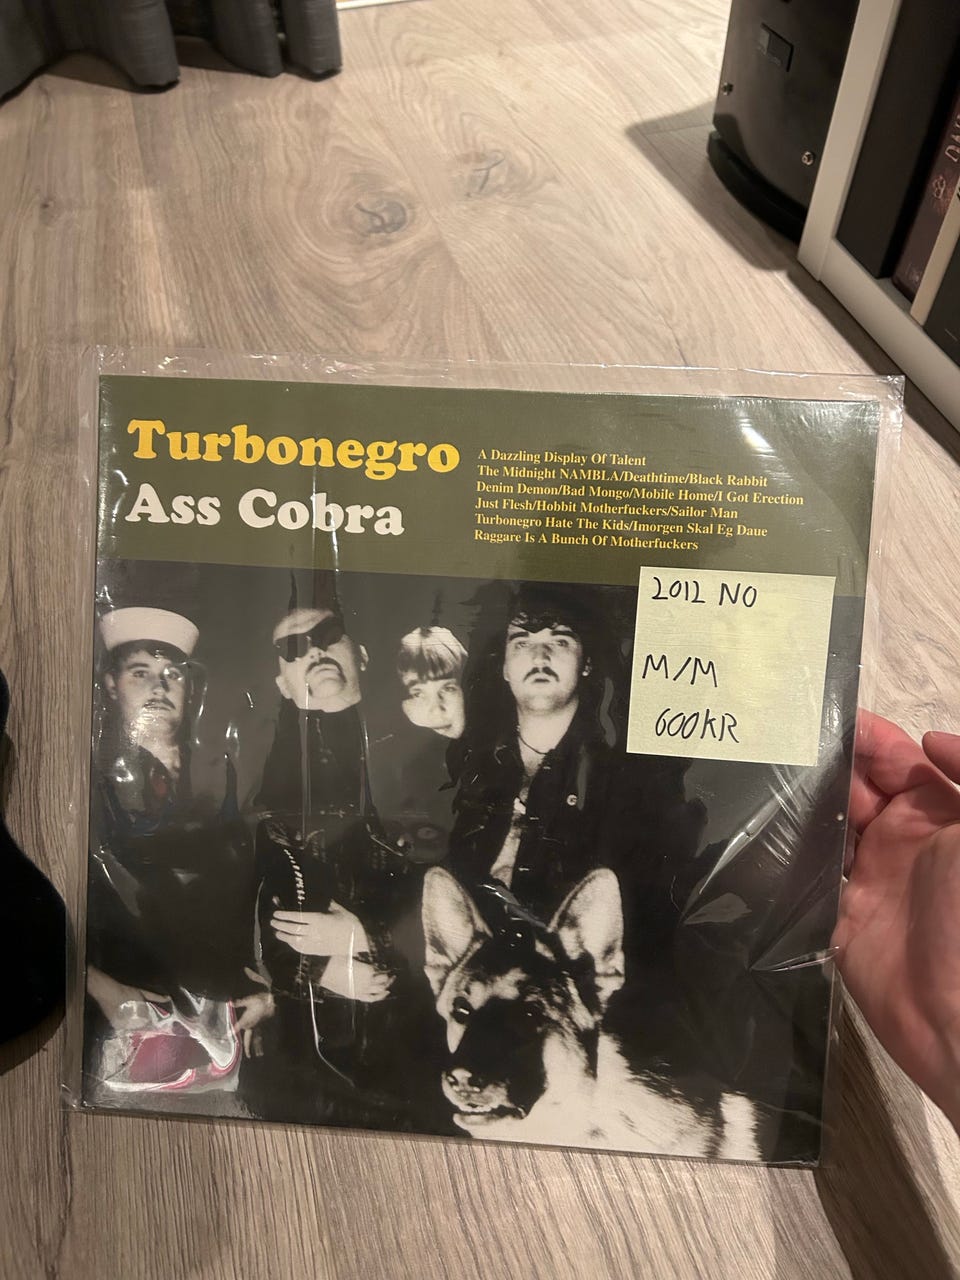 Turbonegro
Ass Cobra
A Dazzling Display Of Talent
The Midnight NAMBLA/Deathtime/Black Rabbit
Denim Demon/Bad Mongo/Mobile Home/I Got Erection
Just Flesh/Hobbit Motherfuckers/Sailor Man
Turbonegro Hate The Kids/Imorgen Skal Eg Daue
Raggare Is A Bunch Of Motherfuckers
2012 NO
M/M
600KR